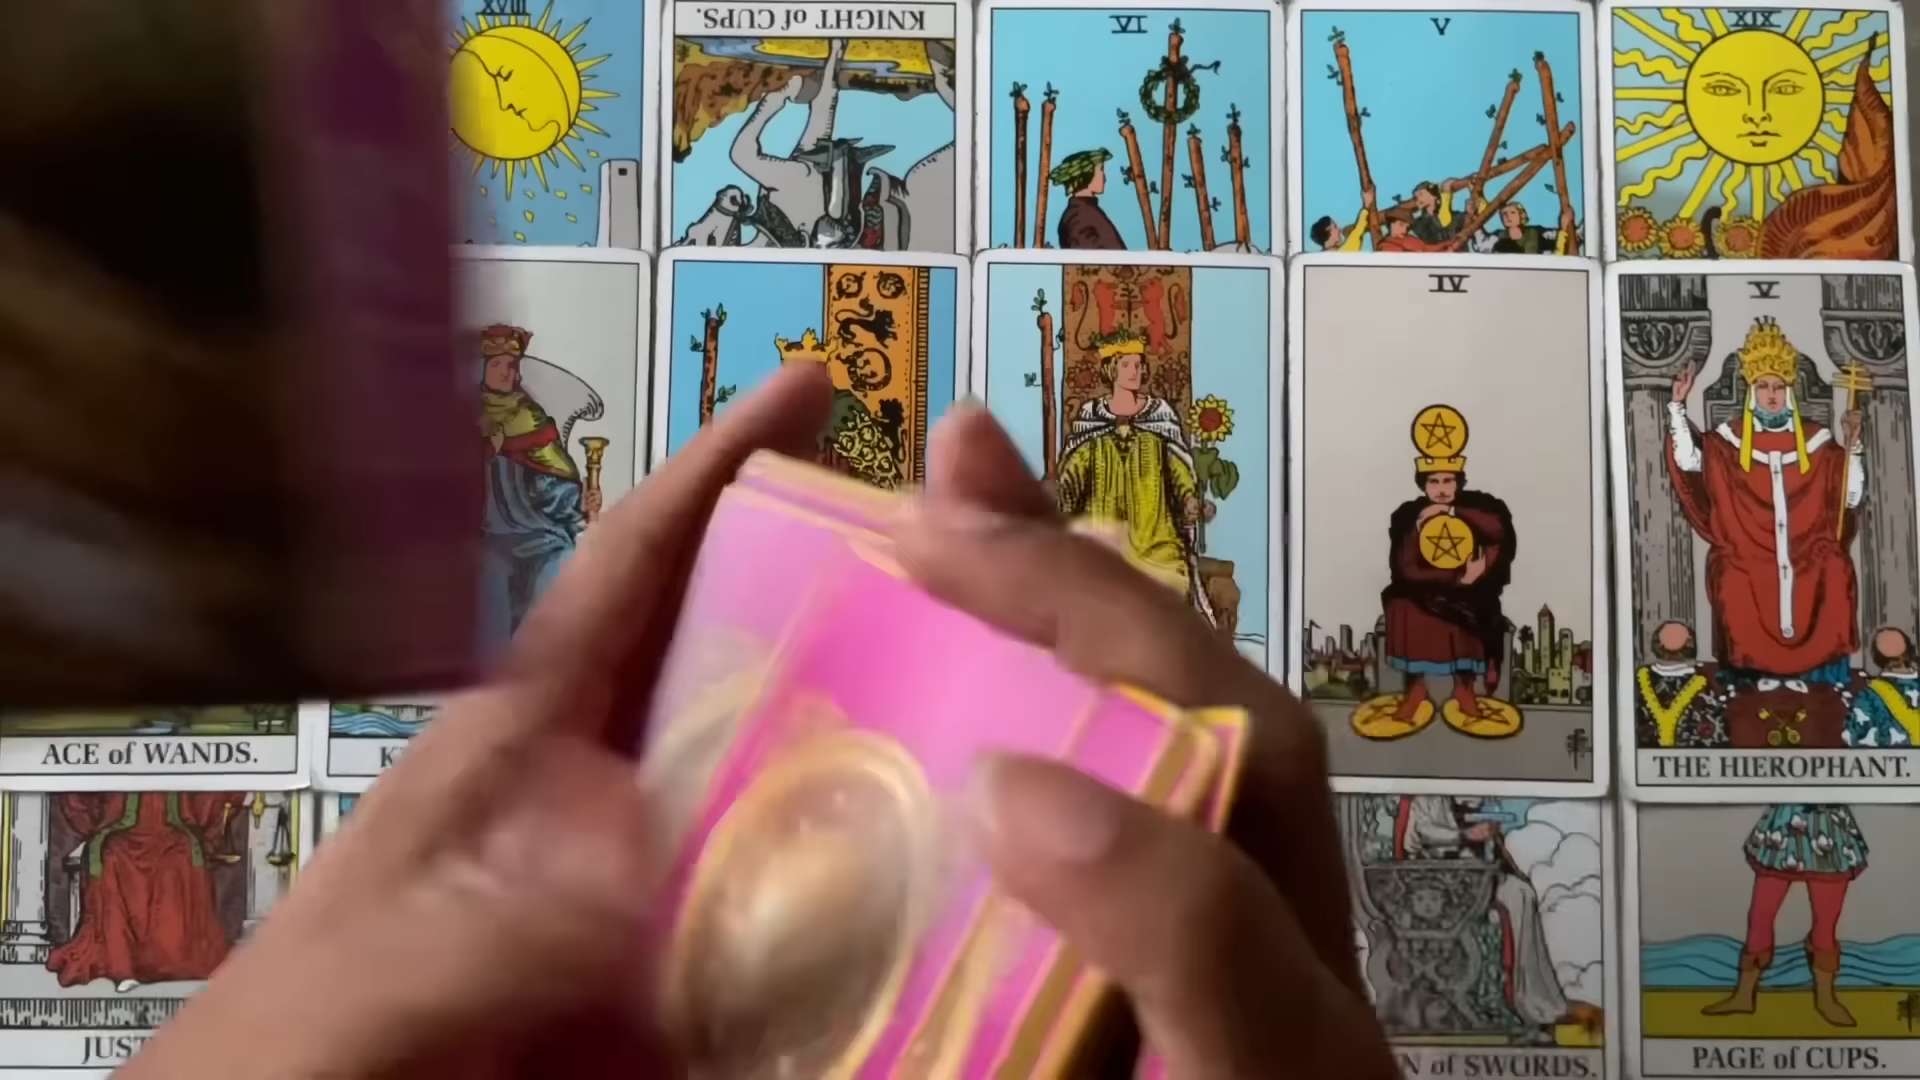 XVIII
KNIGHT of CUPS.
VI
V
XIX
IV
V
ACE of WANDS.
K
THE HIEROPHANT.
JUST
N of SWORDS.
PAGE of CUPS.